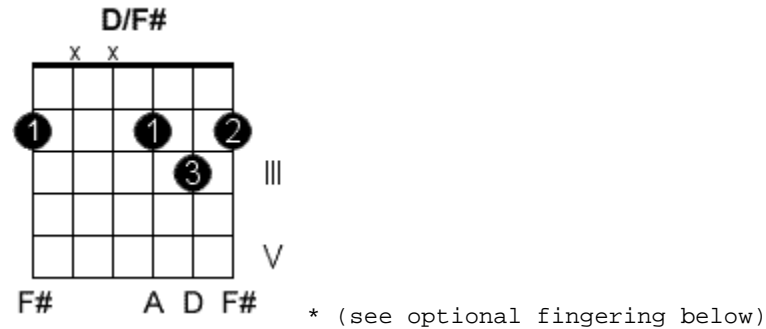 D/F#
x x
1 1 2
3 III
V
F# A D F# * (see optional fingering below)